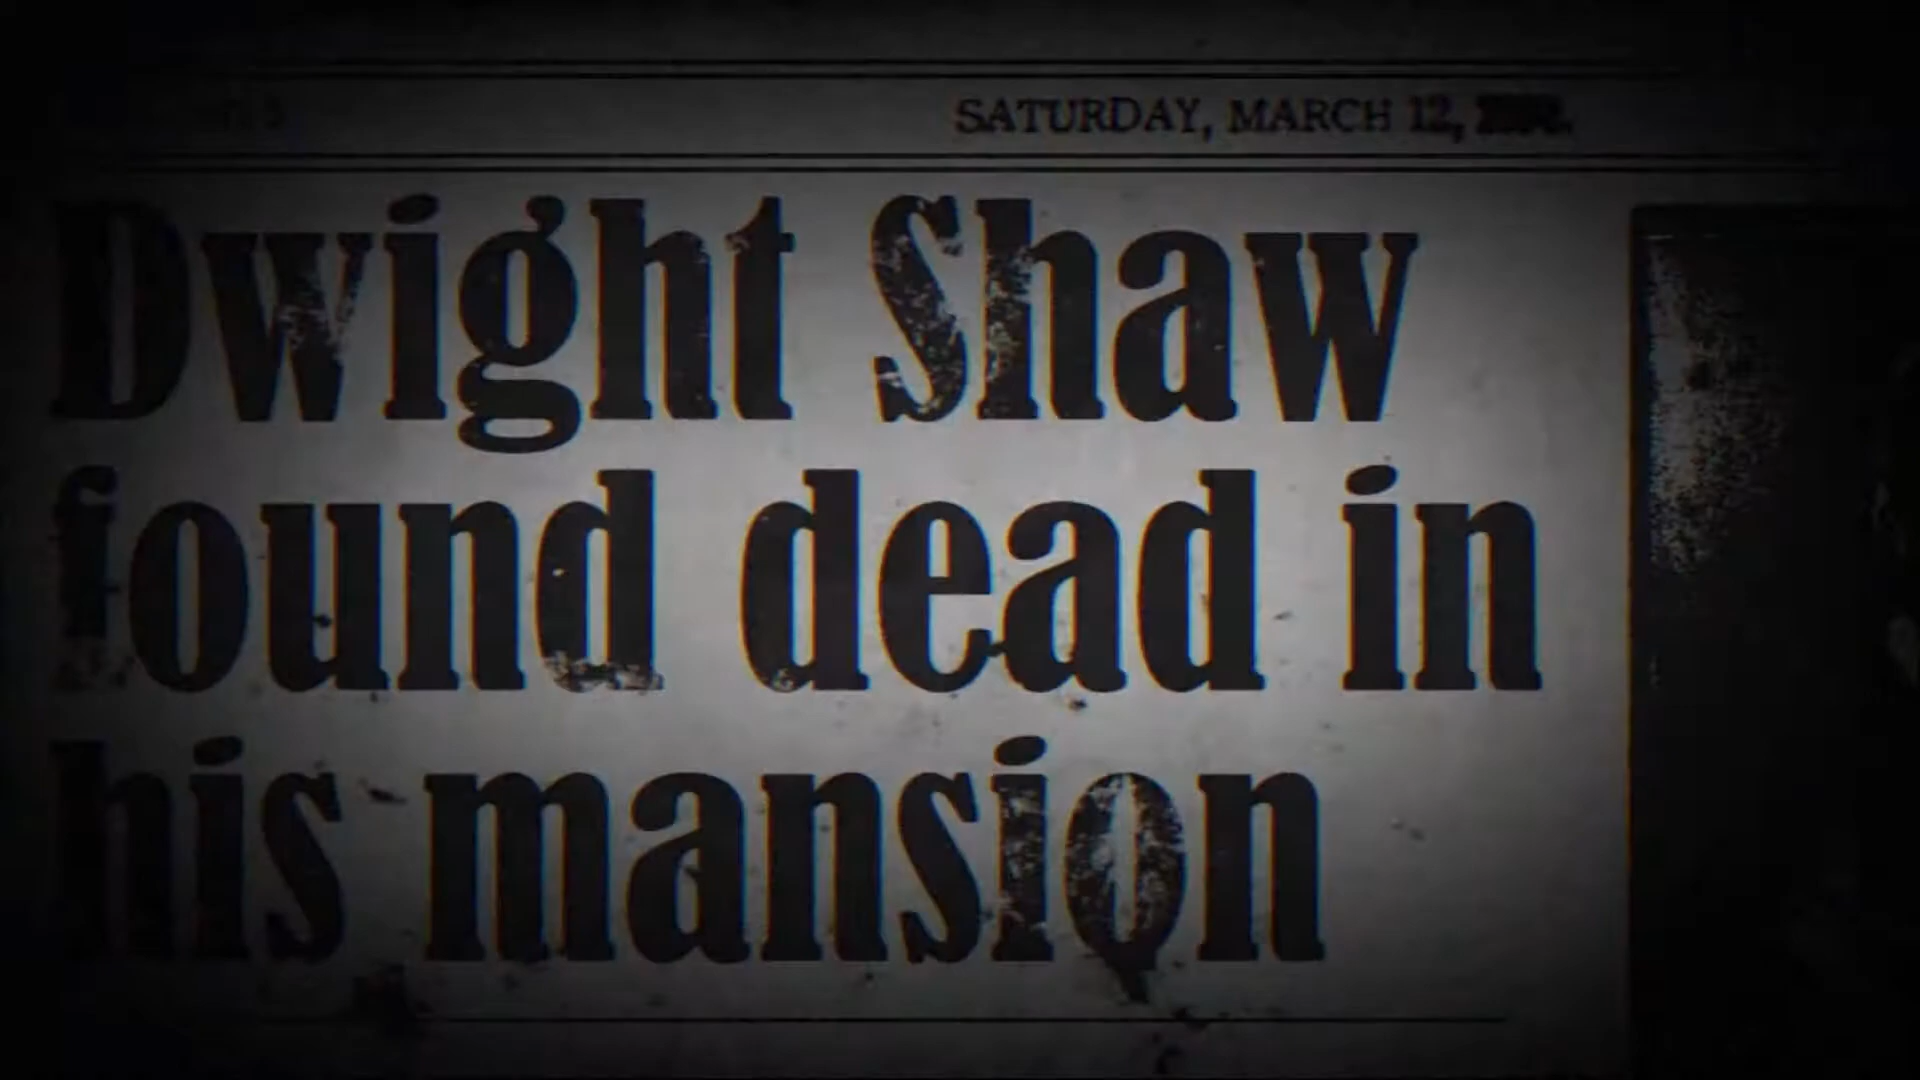 SATURDAY, MARCH 12,
Dwight Shaw
found dead in
his mansion